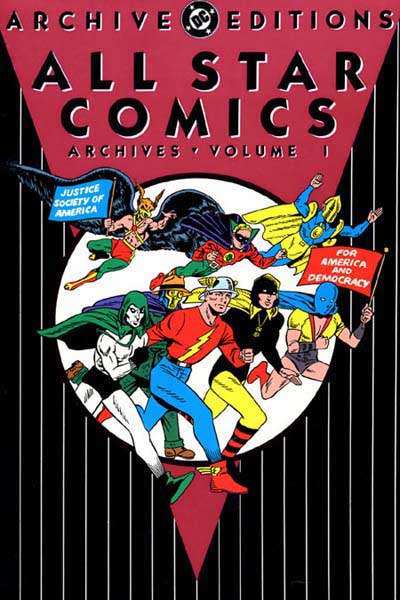 ARCHIVE DC EDITIONS
ALL STAR
COMICS
ARCHIVES • VOLUME 1
JUSTICE
SOCIETY OF
AMERICA
FOR
AMERICA
AND
DEMOCRACY